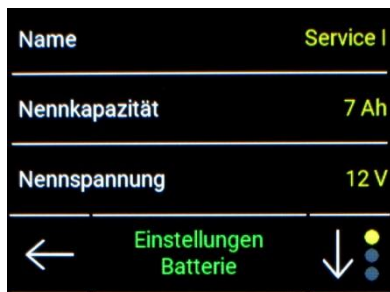 Name Service I
Nennkapazität 7 Ah
Nennspannung 12 V
Einstellungen
Batterie